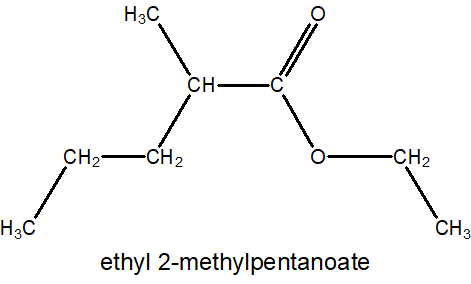 H₃C O
CH C
CH₂ CH₂ O CH₂
H₃C CH₃
ethyl 2-methylpentanoate